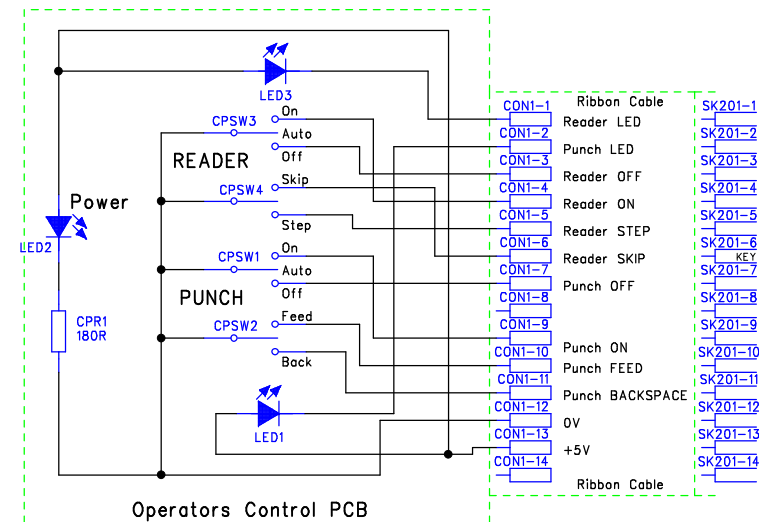 CON1-1 Ribbon Cable SK201-1
LED3 Reader LED
On CON1-2 SK201-2
CPSW3 Auto Punch LED
Off CON1-3 SK201-3
READER Reader OFF
Skip CON1-4 SK201-4
CPSW4
Power Reader ON
Step CON1-5 SK201-5
Reader STEP
LED2 On CON1-6 SK201-6
CPSW1 Reader SKIP KEY
Auto CON1-7 SK201-7
PUNCH Off Punch OFF
CON1-8 SK201-8
Feed
CPR1 CPSW2
180R CON1-9 SK201-9
Punch ON
Back CON1-10 SK201-10
Punch FEED
CON1-11 SK201-11
Punch BACKSPACE
CON1-12 SK201-12
0V
LED1 CON1-13 SK201-13
+5V
CON1-14 SK201-14
Ribbon Cable
Operators Control PCB